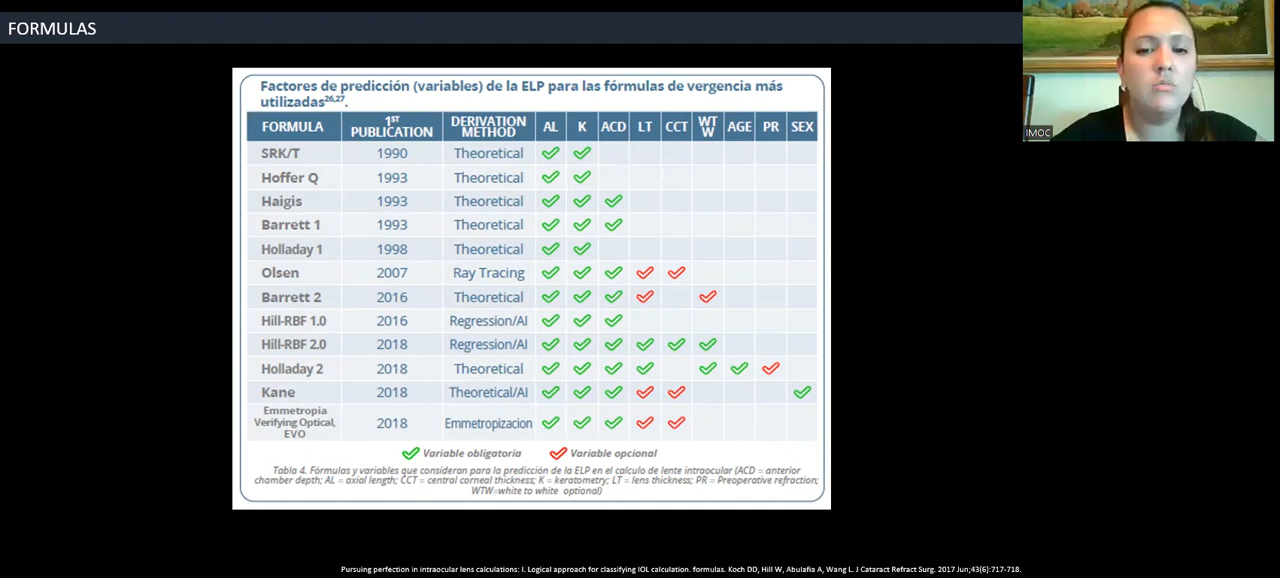 FORMULAS
IMOC
Factores de predicción (variables) de la ELP para las fórmulas de vergencia más
utilizadas26,27.
FORMULA 1ST PUBLICATION DERIVATION METHOD AL K ACD LT CCT WTW AGE PR SEX
SRK/T 1990 Theoretical ✓ ✓
Hoffer Q 1993 Theoretical ✓ ✓
Haigis 1993 Theoretical ✓ ✓ ✓
Barrett 1 1993 Theoretical ✓ ✓ ✓
Holladay 1 1998 Theoretical ✓ ✓
Olsen 2007 Ray Tracing ✓ ✓ ✓ ✓ ✓
Barrett 2 2016 Theoretical ✓ ✓ ✓ ✓ ✓
Hill-RBF 1.0 2016 Regression/AI ✓ ✓ ✓
Hill-RBF 2.0 2018 Regression/AI ✓ ✓ ✓ ✓ ✓ ✓
Holladay 2 2018 Theoretical ✓ ✓ ✓ ✓ ✓ ✓ ✓
Kane 2018 Theoretical/AI ✓ ✓ ✓ ✓ ✓ ✓
Emmetropia
Verifying Optical,
EVO 2018 Emmetropizacion ✓ ✓ ✓ ✓ ✓
✓ Variable obligatoria ✓ Variable opcional
Tabla 4. Fórmulas y variables que consideran para la predicción de la ELP en el calculo de lente intraocular (ACD = anterior
chamber depth; AL = axial length; CCT = central corneal thickness; K = keratometry; LT = lens thickness; PR = Preoperative refraction;
WTW=white to white optional)
Pursuing perfection in intraocular lens calculations: I. Logical approach for classifying IOL calculation. formulas. Koch DD, Hill W, Abulafia A, Wang L. J Cataract Refract Surg. 2017 Jun;43(6):717-718.